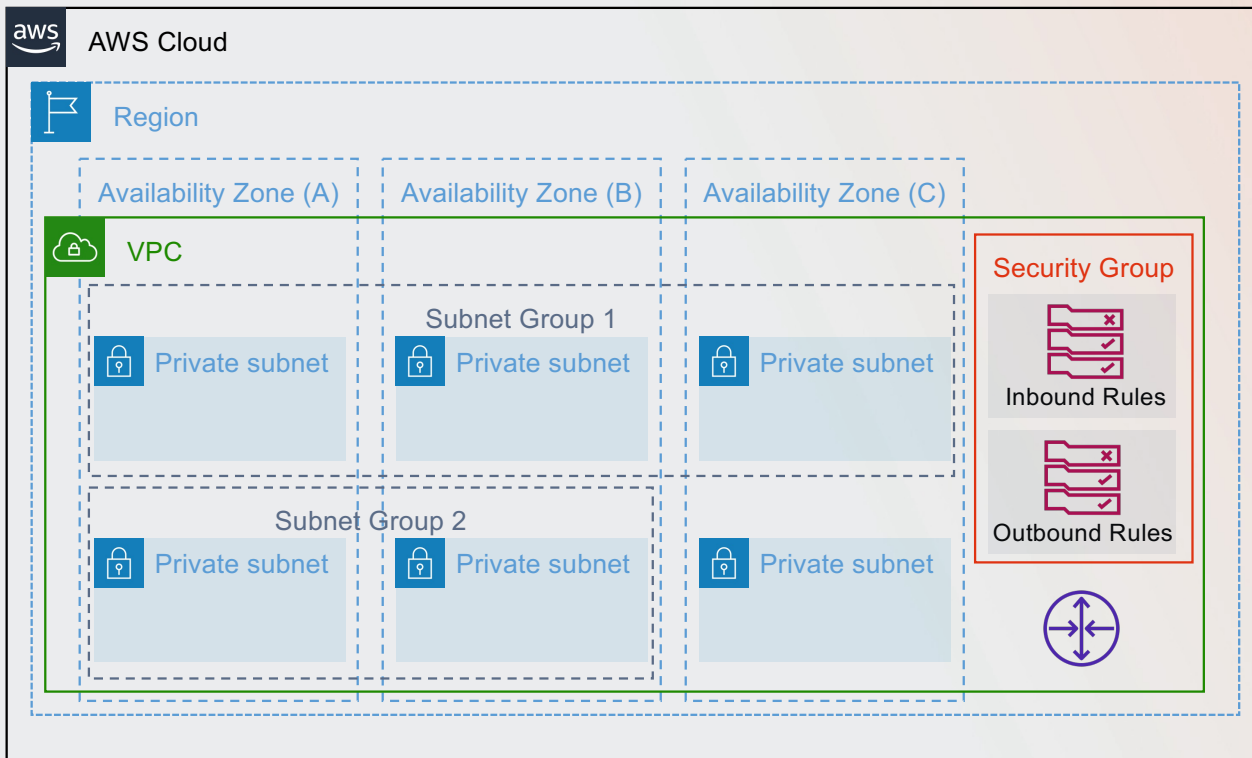 aws
AWS Cloud
Region
Availability Zone (A)
Availability Zone (B)
Availability Zone (C)
VPC
Security Group
Subnet Group 1
Private subnet
Private subnet
Private subnet
Inbound Rules
Subnet Group 2
Outbound Rules
Private subnet
Private subnet
Private subnet